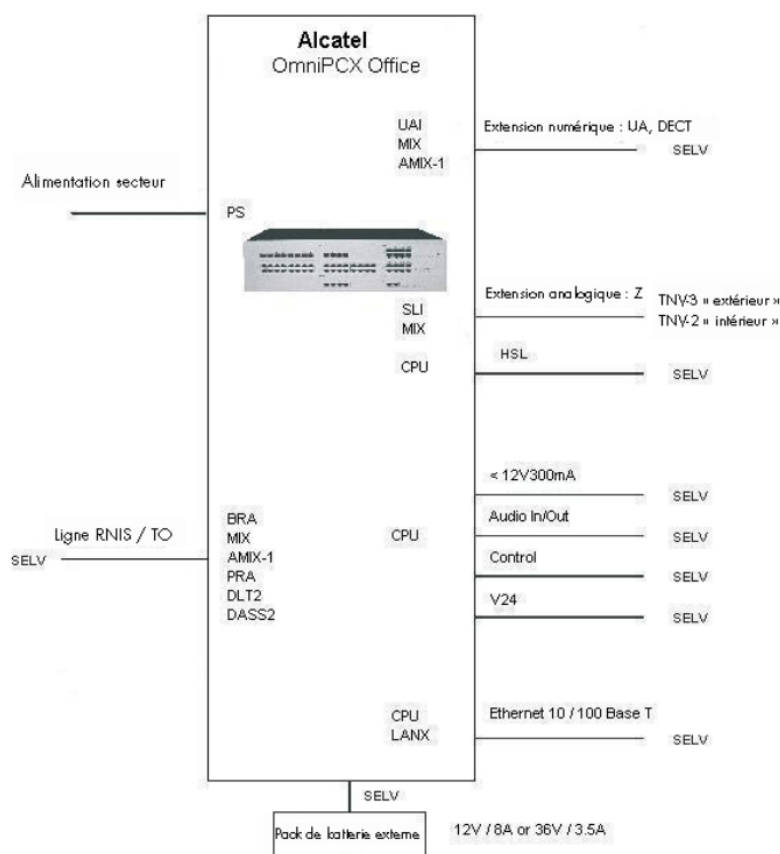 Alcatel
OmniPCX Office
UAI
MIX
AMIX-1
Extension numérique : UA, DECT
SELV
Alimentation secteur
PS
SLI
MIX
Extension analogique : Z
TNV-3 « extérieur »
TNV-2 « intérieur »
CPU
HSL
SELV
< 12V300mA
SELV
Audio In/Out
CPU
SELV
Control
SELV
V24
SELV
Ligne RNIS / TO
SELV
BRA
MIX
AMIX-1
PRA
DLT2
DASS2
CPU
LANX
Ethernet 10 / 100 Base T
SELV
SELV
Pack de batterie externe
12V / 8A or 36V / 3.5A